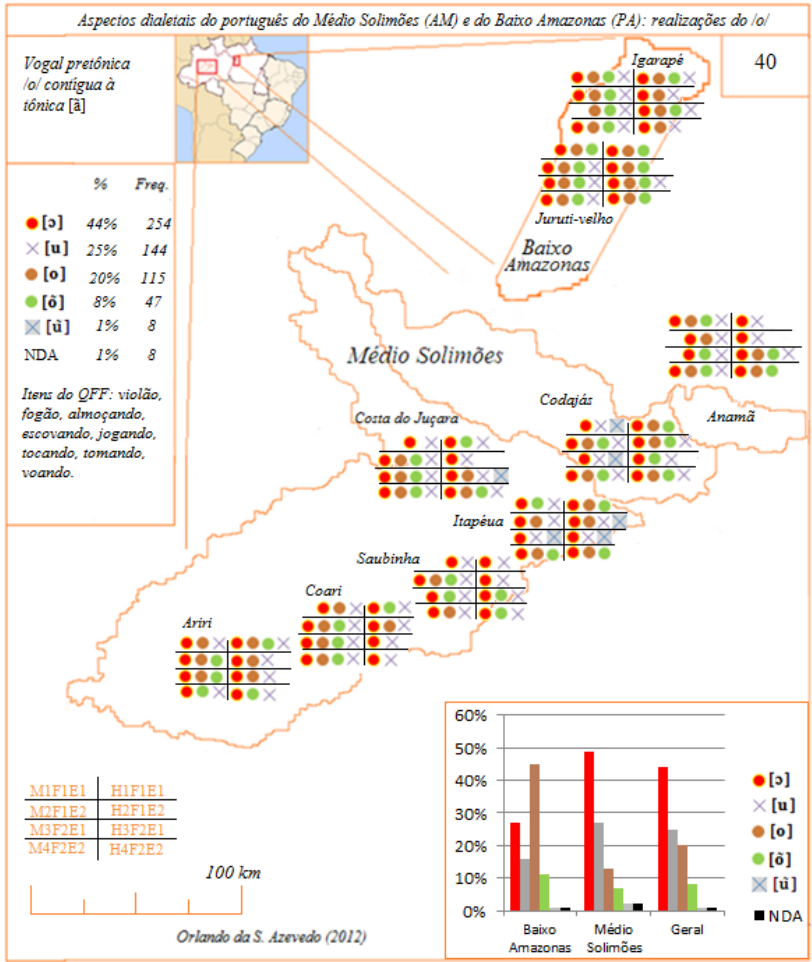 Aspectos dialetais do português do Médio Solimões (AM) e do Baixo Amazonas (PA): realizações do /o/
Vogal pretônica
/o/ contígua à
tônica [ã]
40
% Freq.
[ɔ] 44% 254
[u] 25% 144
[o] 20% 115
[õ] 8% 47
[ũ] 1% 8
NDA 1% 8
Itens do QFF: violão,
fogão, almoçando,
escovando, jogando,
tocando, tomando,
voando.
Igarapé
Juruti-velho
Baixo
Amazonas
Médio Solimões
Codajás
Anamã
Costa do Juçara
Itapéua
Saubinha
Coari
Ariri
M1F1E1 H1F1E1
M2F1E2 H2F1E2
M3F2E1 H3F2E1
M4F2E2 H4F2E2
100 km
Orlando da S. Azevedo (2012)
60%
50%
40%
30%
20%
10%
0%
Baixo
Amazonas
Médio
Solimões
Geral
[ɔ]
[u]
[o]
[õ]
[ũ]
NDA